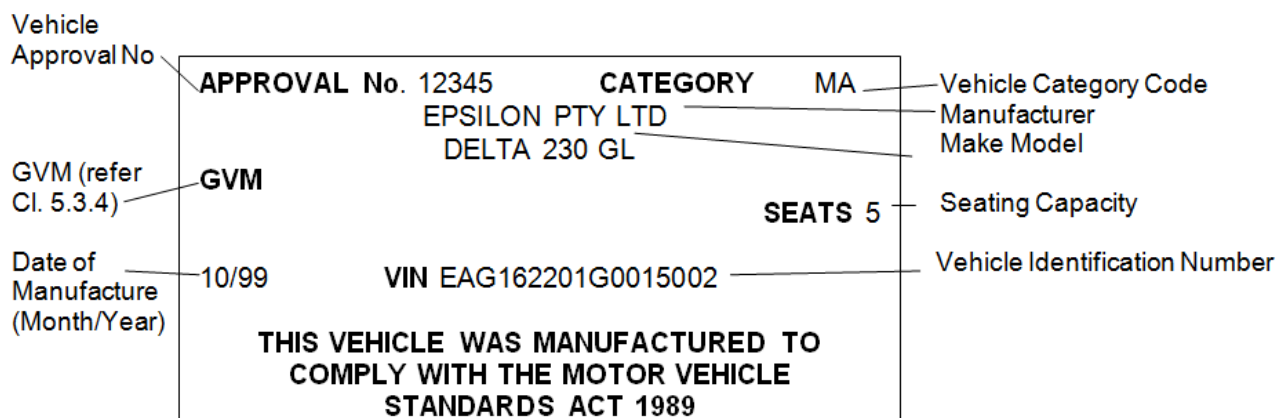 Vehicle
Approval No
APPROVAL No. 12345 CATEGORY MA
Vehicle Category Code
EPSILON PTY LTD
Manufacturer
DELTA 230 GL
Make Model
GVM (refer
Cl. 5.3.4)
GVM
SEATS 5
Seating Capacity
Date of
Manufacture
(Month/Year)
10/99 VIN EAG162201G0015002
Vehicle Identification Number
THIS VEHICLE WAS MANUFACTURED TO
COMPLY WITH THE MOTOR VEHICLE
STANDARDS ACT 1989